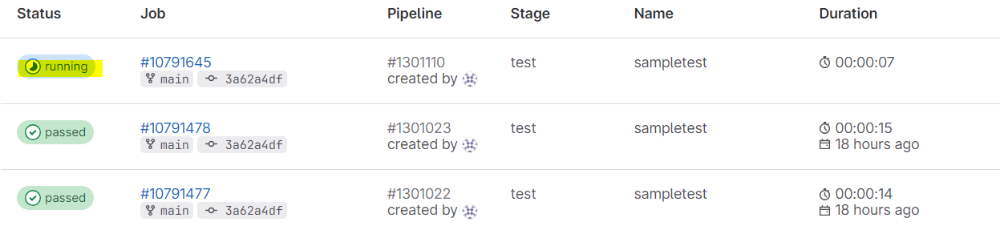 Status Job Pipeline Stage Name Duration
running #10791645 #1301110 test sampletest 00:00:07
main 3a62a4df created by
passed #10791478 #1301023 test sampletest 00:00:15
main 3a62a4df created by 18 hours ago
passed #10791477 #1301022 test sampletest 00:00:14
main 3a62a4df created by 18 hours ago